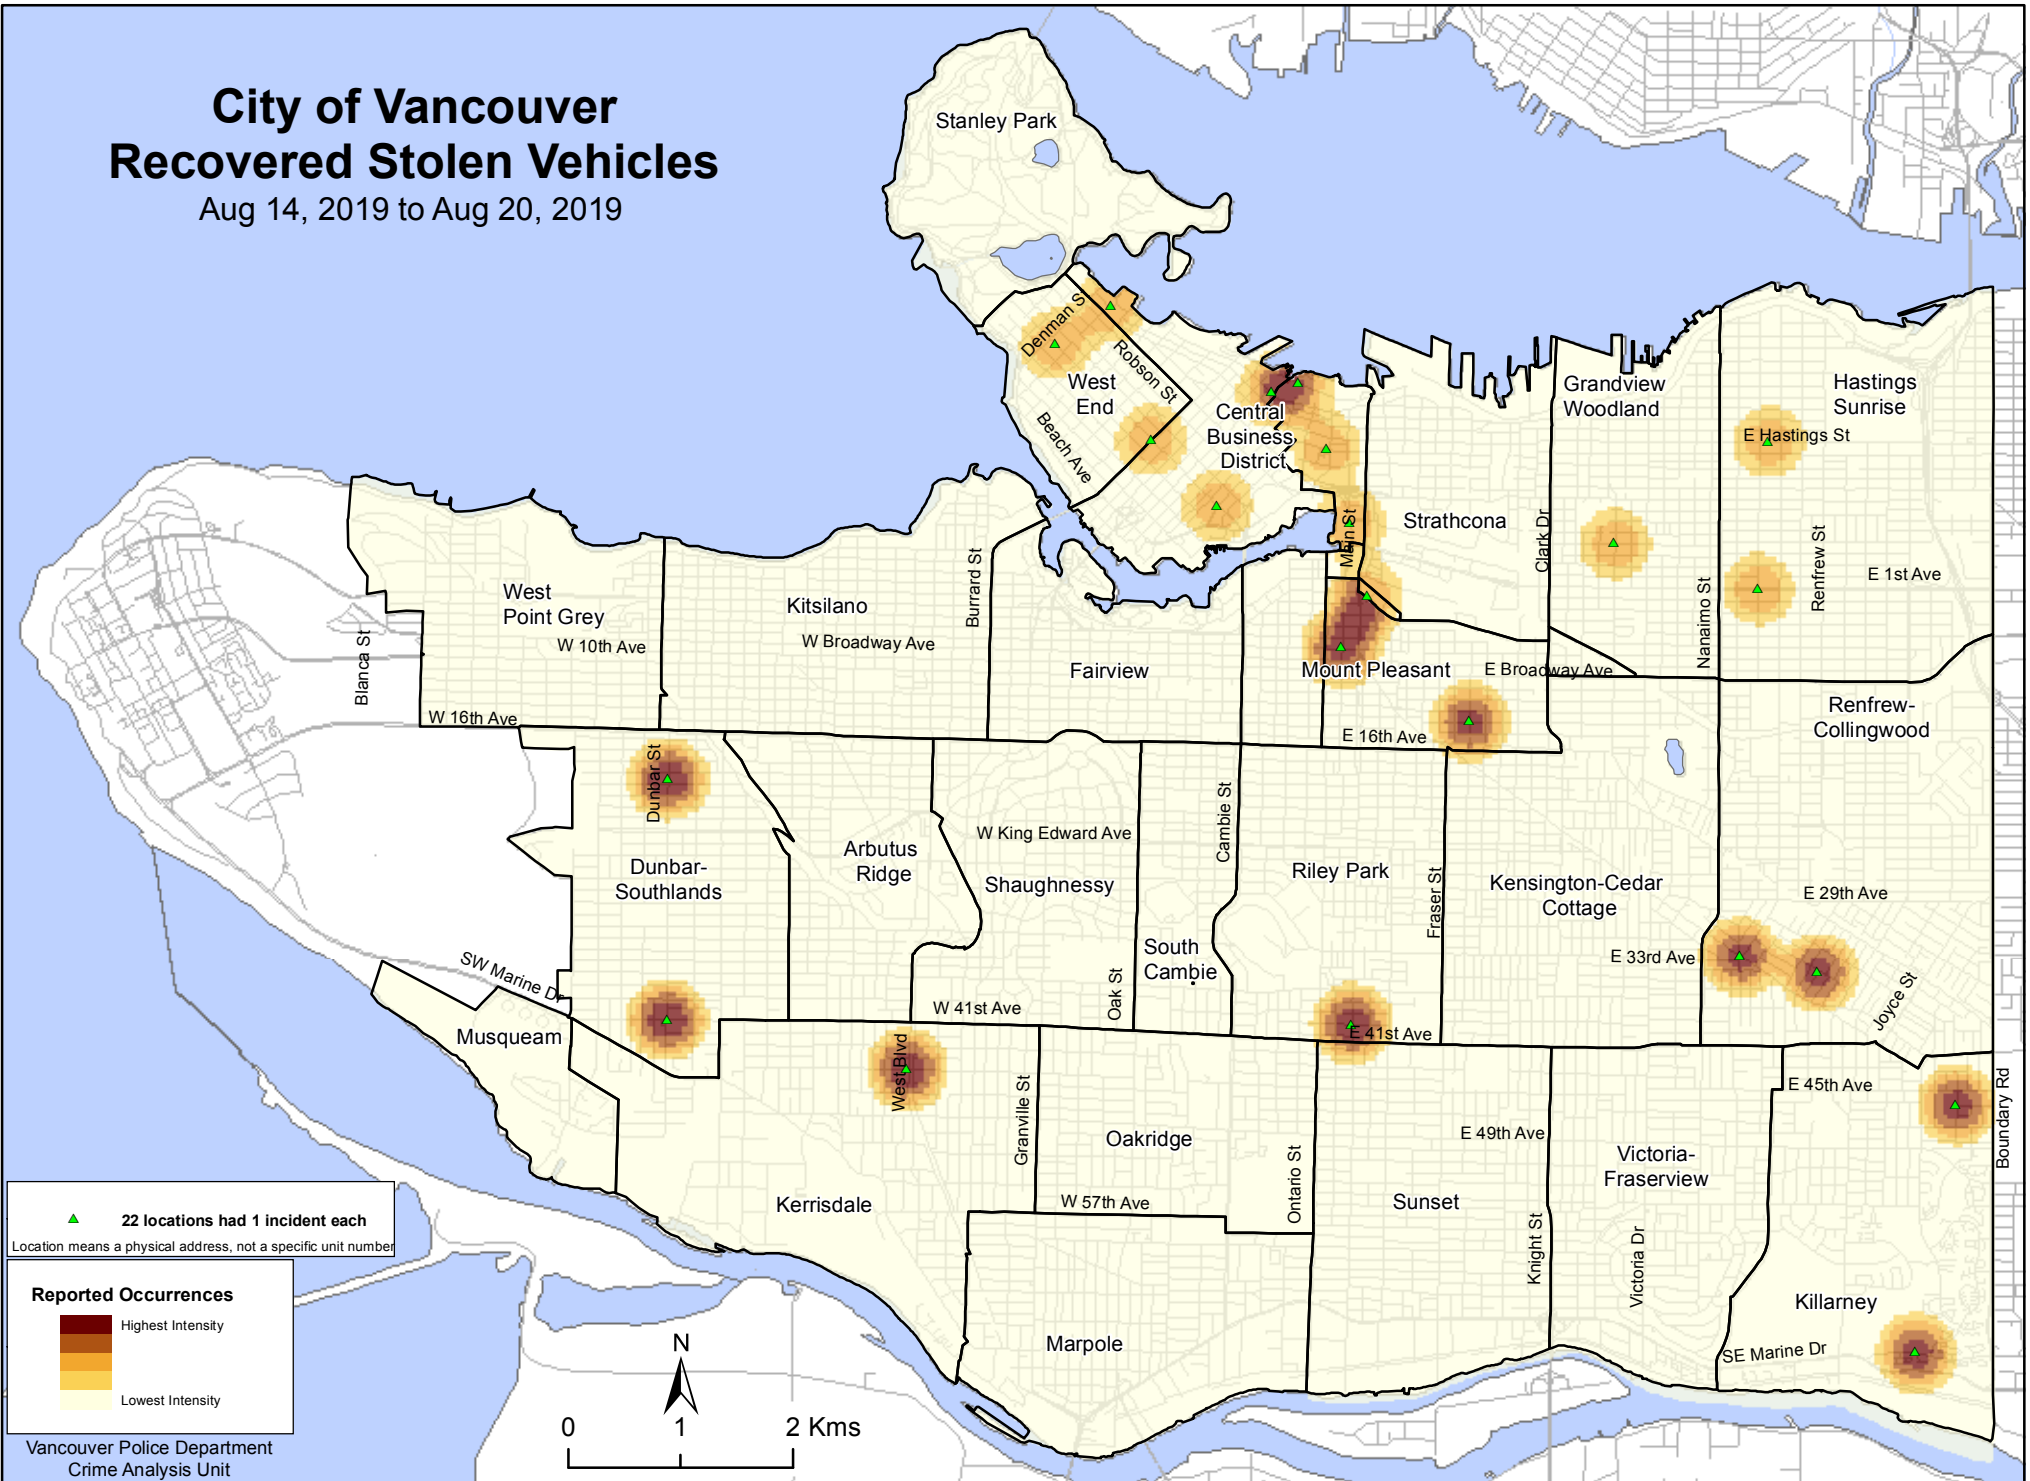 City of Vancouver
Recovered Stolen Vehicles
Aug 14, 2019 to Aug 20, 2019
Stanley Park
Denman S
Robson St
West
End
Beach Ave
Central
Business
District
Grandview
Woodland
Hastings
Sunrise
E Hastings St
Strathcona
Main St
Clark Dr
Burrard St
Renfrew St
E 1st Ave
West
Point Grey
Kitsilano
W 10th Ave
W Broadway Ave
Blanca St
Nanaimo St
Fairview
Mount Pleasant
E Broadway Ave
W 16th Ave
E 16th Ave
Renfrew-
Collingwood
Dunbar St
Cambie St
W King Edward Ave
Arbutus
Ridge
Dunbar-
Southlands
Shaughnessy
Riley Park
Fraser St
Kensington-Cedar
Cottage
E 29th Ave
South
Cambie
E 33rd Ave
SW Marine Dr
Oak St
W 41st Ave
Joyce St
Musqueam
E 41st Ave
West Blvd
Granville St
E 45th Ave
Boundary Rd
Oakridge
E 49th Ave
Victoria-
Fraserview
Ontario St
Kerrisdale
W 57th Ave
Sunset
Knight St
Victoria Dr
Killarney
Marpole
SE Marine Dr
22 locations had 1 incident each
Location means a physical address, not a specific unit number
Reported Occurrences
Highest Intensity
Lowest Intensity
N
0 1 2 Kms
Vancouver Police Department
Crime Analysis Unit